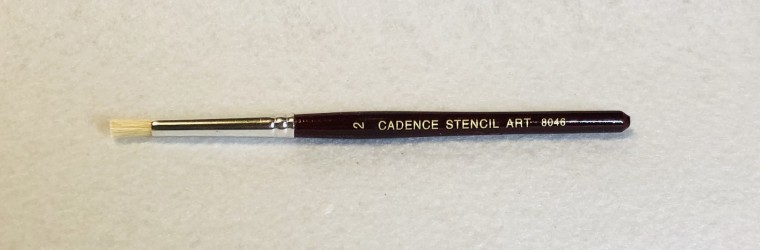 2 CADENCE STENCIL ART 8046